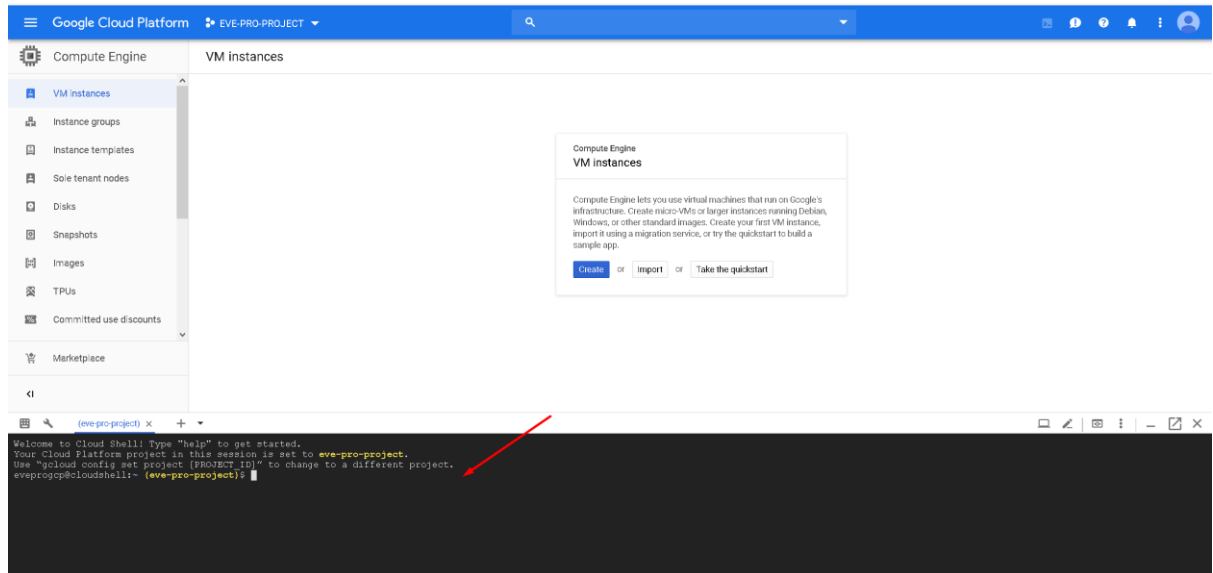 Google Cloud Platform
EVE-PRO-PROJECT
Compute Engine
VM instances
VM instances
Instance groups
Instance templates
Sole tenant nodes
Disks
Snapshots
Images
TPUs
Committed use discounts
Marketplace
Compute Engine
VM instances
Compute Engine lets you use virtual machines that run on Google's
infrastructure. Create micro-VMs or larger instances running Debian,
Windows, or other standard images. Create your first VM instance,
import it using a migration service, or try the quickstart to build a
sample app.
Create or Import or Take the quickstart
(eve-pro-project) × +
Welcome to Cloud Shell! Type "help" to get started.
Your Cloud Platform project in this session is set to eve-pro-project.
Use "gcloud config set project [PROJECT_ID]" to change to a different project.
eveprogcp@cloudshell:~ (eve-pro-project)$